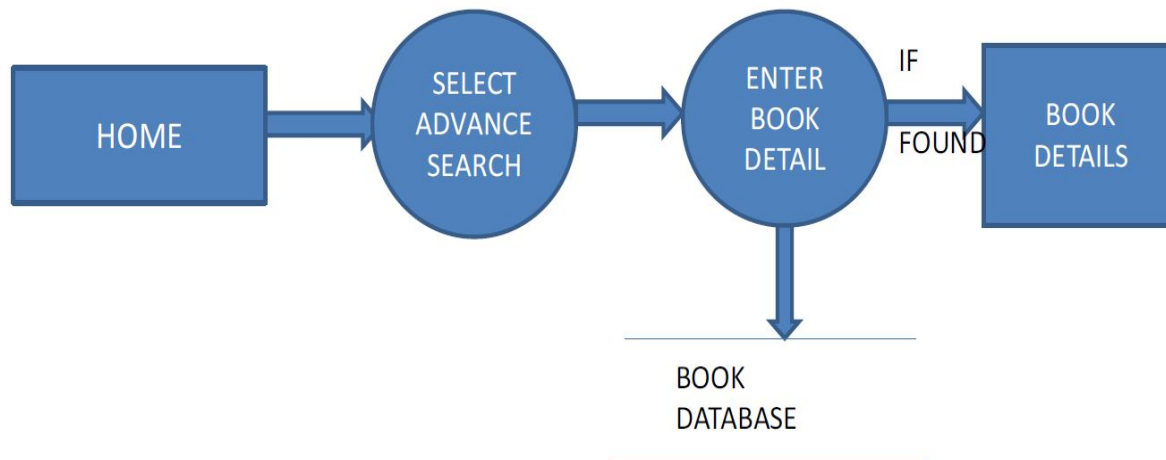 HOME
SELECT
ADVANCE
SEARCH
ENTER
BOOK
DETAIL
IF
FOUND
BOOK
DETAILS
BOOK
DATABASE